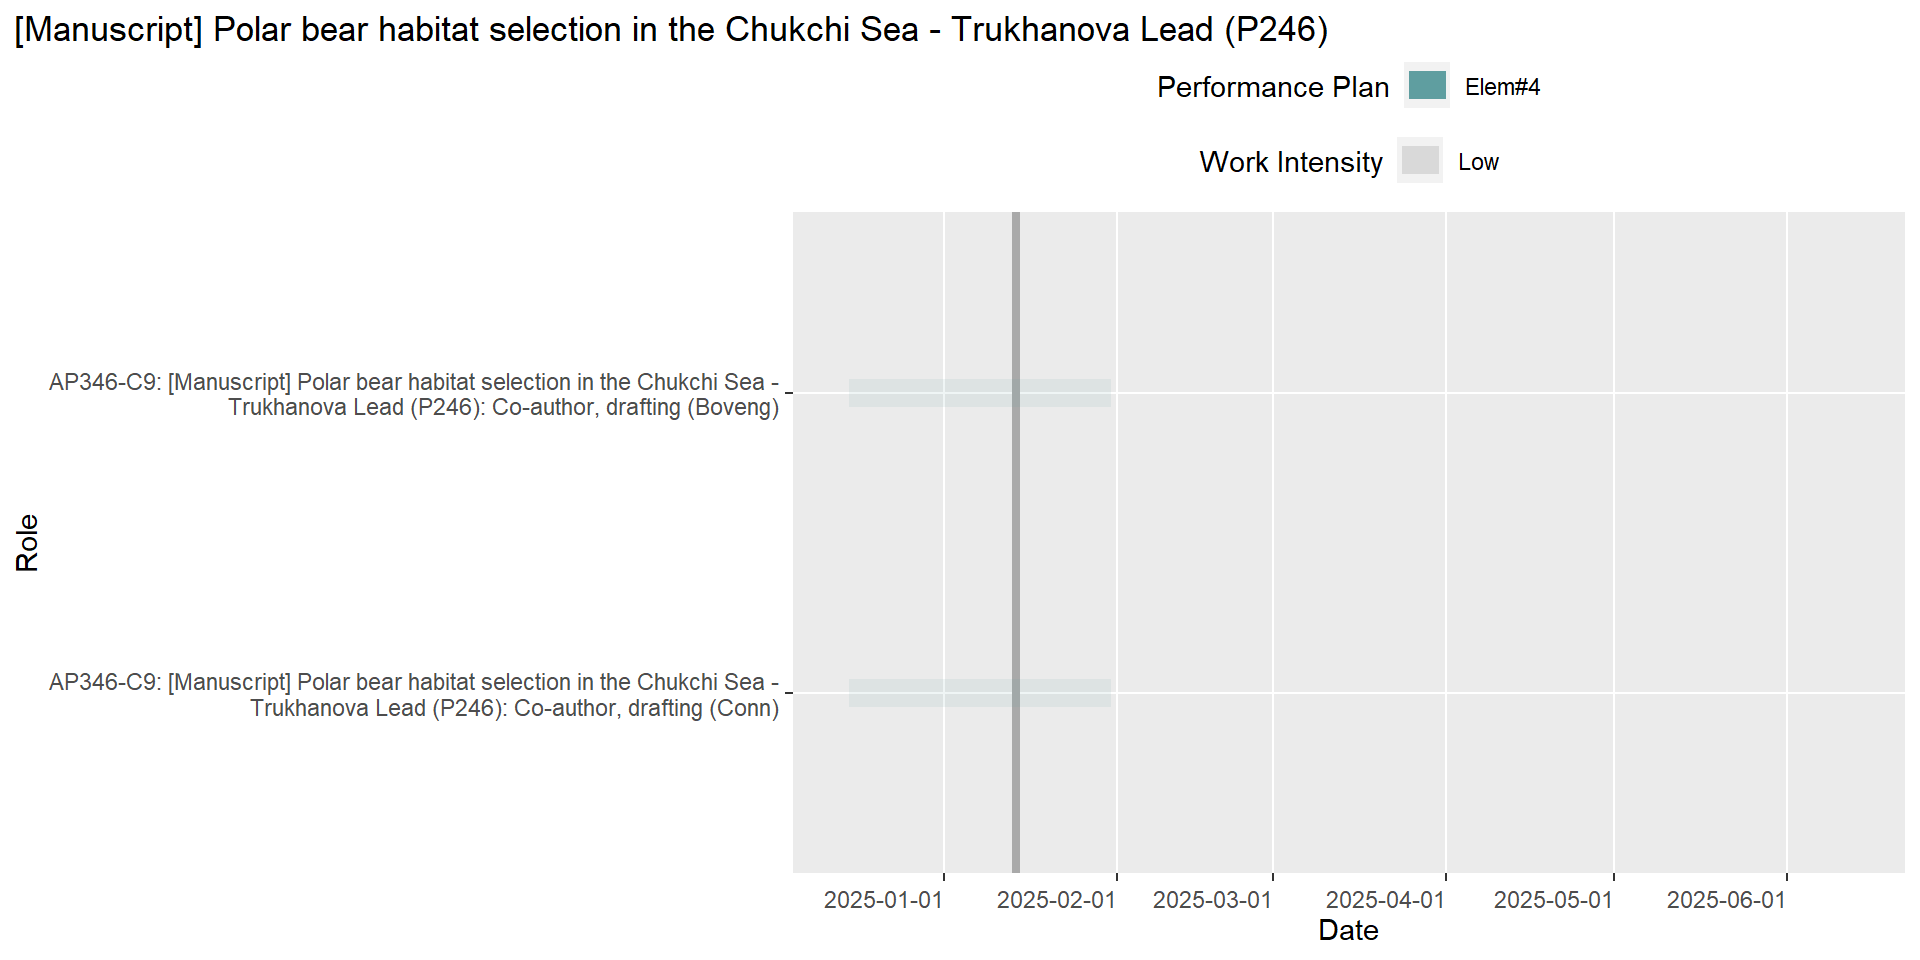 [Manuscript] Polar bear habitat selection in the Chukchi Sea - Trukhanova Lead (P246)
Performance Plan Elem#4
Work Intensity Low
AP346-C9: [Manuscript] Polar bear habitat selection in the Chukchi Sea -
Trukhanova Lead (P246): Co-author, drafting (Boveng)
Role
AP346-C9: [Manuscript] Polar bear habitat selection in the Chukchi Sea -
Trukhanova Lead (P246): Co-author, drafting (Conn)
2025-01-01 2025-02-01 2025-03-01 2025-04-01 2025-05-01 2025-06-01
Date